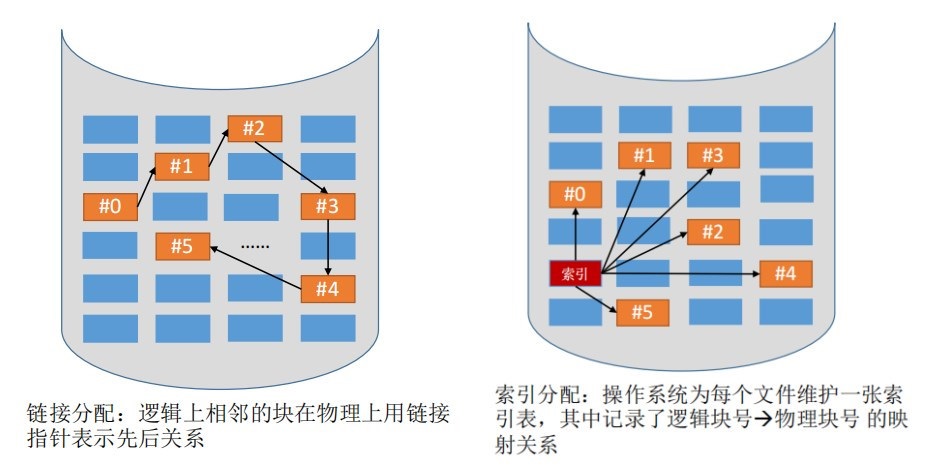 #2
#1
#0
#3
#5
......
#4
链接分配：逻辑上相邻的块在物理上用链接
指针表示先后关系
#1
#3
#0
#2
索引
#4
#5
索引分配：操作系统为每个文件维护一张索
引表，其中记录了逻辑块号→物理块号 的映
射关系